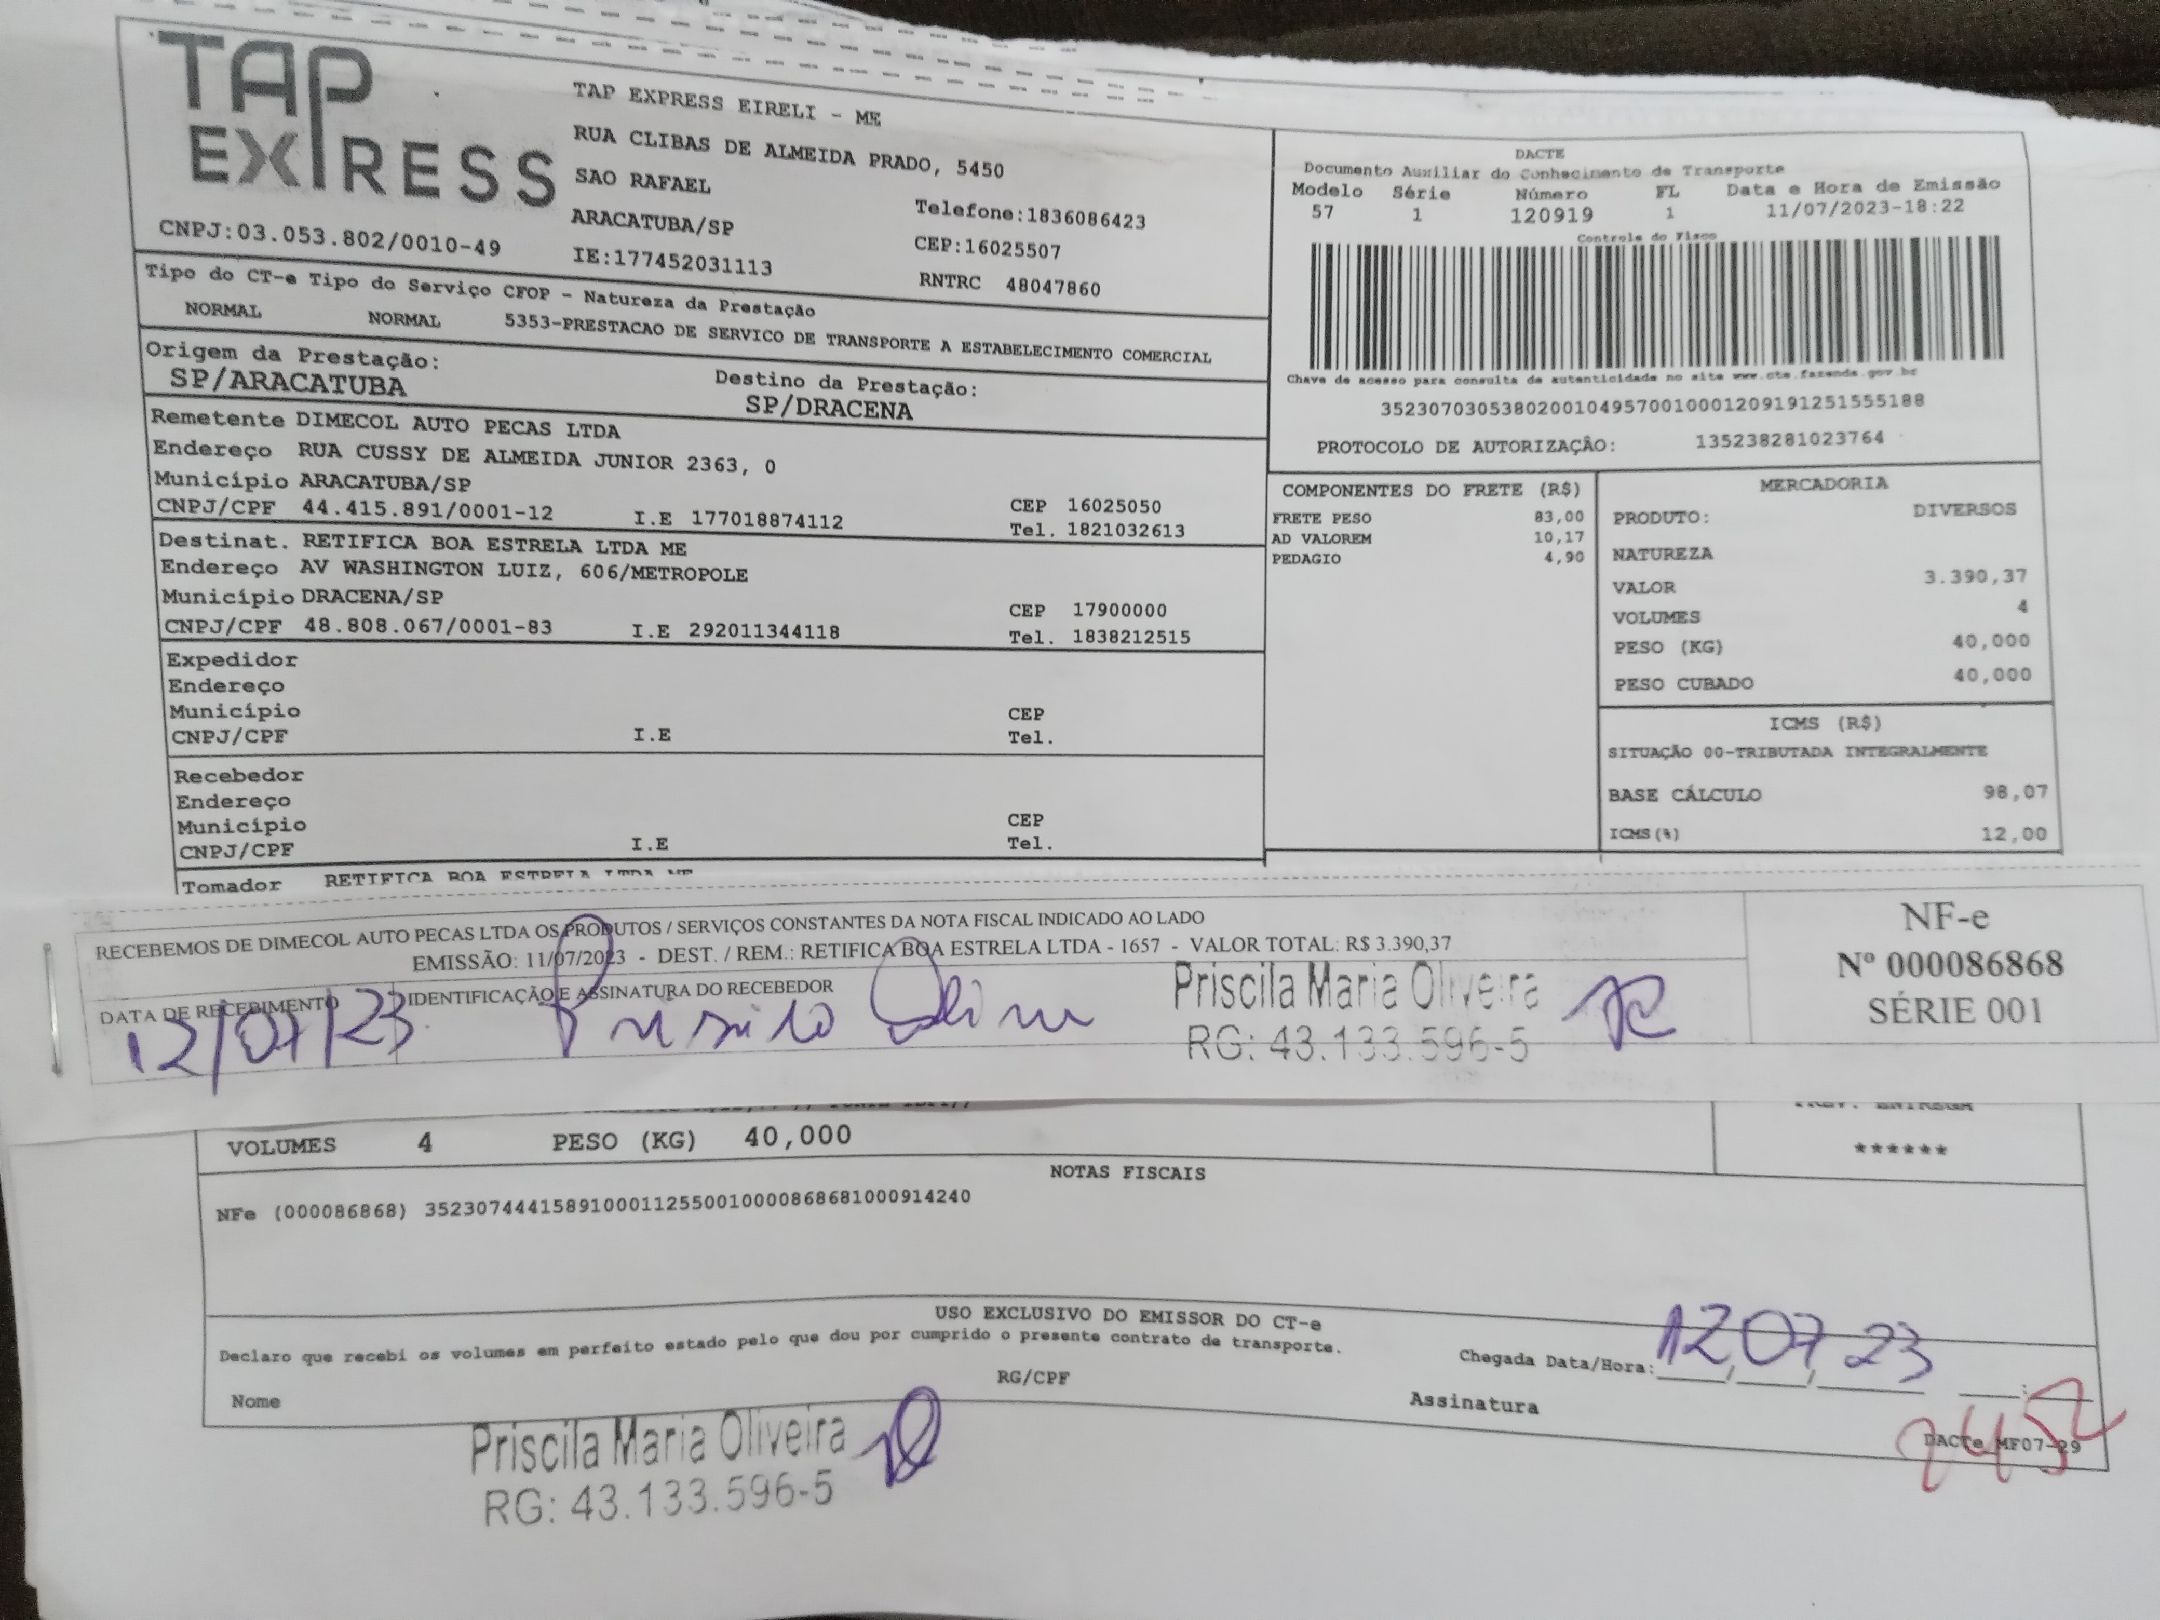 TAP EXPRESS
TAP EXPRESS EIRELI - ME
RUA CLIBAS DE ALMEIDA PRADO, 5450
SAO RAFAEL
ARACATUBA/SP Telefone:1836086423
CNPJ:03.053.802/0010-49 IE:177452031113 CEP:16025507
RNTRC 48047860
DACTE
Documento Auxiliar do Conhecimento de Transporte
Modelo Série Número FL Data e Hora de Emissão
57 1 120919 1 11/07/2023-18:22
Controle do Fisco
Chave de acesso para consulta de autenticidade no site www.cte.fazenda.gov.br
35230703053802001049570010001209191251555188
PROTOCOLO DE AUTORIZAÇÂO: 135238281023764
Tipo do CT-e Tipo do Serviço CFOP - Natureza da Prestação
NORMAL NORMAL 5353-PRESTACAO DE SERVICO DE TRANSPORTE A ESTABELECIMENTO COMERCIAL
Origem da Prestação: Destino da Prestação:
SP/ARACATUBA SP/DRACENA
Remetente DIMECOL AUTO PECAS LTDA
Endereço RUA CUSSY DE ALMEIDA JUNIOR 2363, 0
Município ARACATUBA/SP CEP 16025050
CNPJ/CPF 44.415.891/0001-12 I.E 177018874112 Tel. 1821032613
Destinat. RETIFICA BOA ESTRELA LTDA ME
Endereço AV WASHINGTON LUIZ, 606/METROPOLE
Município DRACENA/SP CEP 17900000
CNPJ/CPF 48.808.067/0001-83 I.E 292011344118 Tel. 1838212515
Expedidor
Endereço
Município CEP
CNPJ/CPF I.E Tel.
Recebedor
Endereço
Município CEP
CNPJ/CPF I.E Tel.
Tomador RETIFICA BOA ESTRELA LTDA ME
COMPONENTES DO FRETE (R$)
FRETE PESO 83,00
AD VALOREM 10,17
PEDAGIO 4,90
MERCADORIA
PRODUTO: DIVERSOS
NATUREZA
VALOR 3.390,37
VOLUMES 4
PESO (KG) 40,000
PESO CUBADO 40,000
ICMS (R$)
SITUAÇÃO 00-TRIBUTADA INTEGRALMENTE
BASE CÁLCULO 98,07
ICMS(%) 12,00
RECEBEMOS DE DIMECOL AUTO PECAS LTDA OS PRODUTOS / SERVIÇOS CONSTANTES DA NOTA FISCAL INDICADO AO LADO
EMISSÃO: 11/07/2023 - DEST. / REM.: RETIFICA BOA ESTRELA LTDA - 1657 - VALOR TOTAL: R$ 3.390,37
DATA DE RECEBIMENTO IDENTIFICAÇÃO E ASSINATURA DO RECEBEDOR
12/07/23 Priscila Oliveira
Priscila Maria Oliveira
RG: 43.133.596-5
NF-e
Nº 000086868
SÉRIE 001
PREV. ENTREGA
VOLUMES 4 PESO (KG) 40,000 ******
NOTAS FISCAIS
NFe (000086868) 35230744415891000112550010000868681000914240
USO EXCLUSIVO DO EMISSOR DO CT-e
Declaro que recebi os volumes em perfeito estado pelo que dou por cumprido o presente contrato de transporte.
Chegada Data/Hora: 12 07 23
Nome RG/CPF Assinatura
DACTe MF07-29
Priscila Maria Oliveira
RG: 43.133.596-5